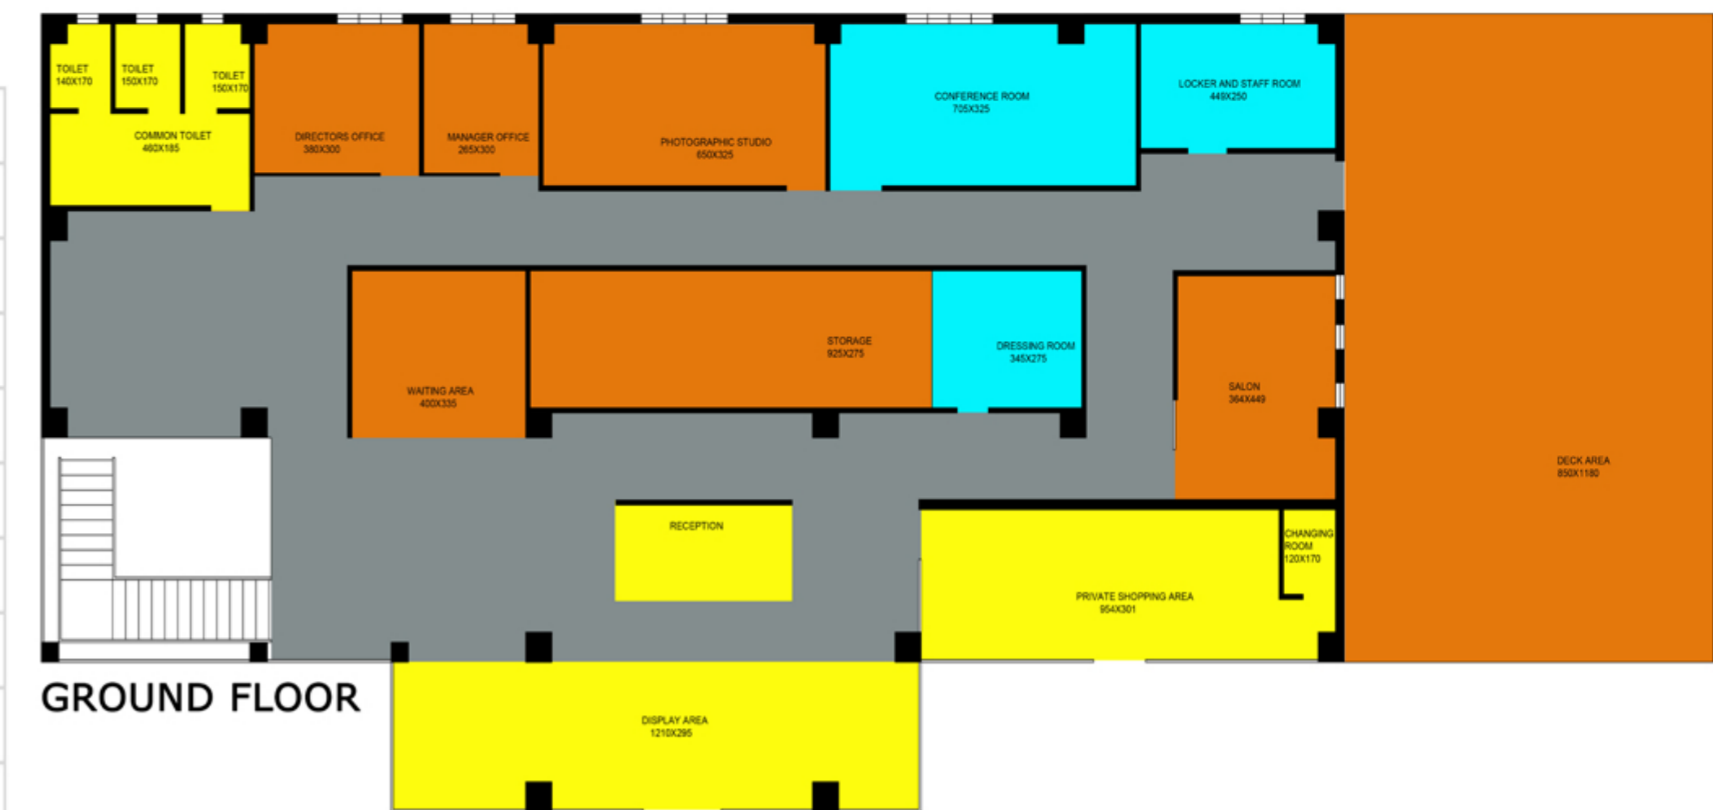 TOILET
140X170
TOILET
150X170
TOILET
150X170
COMMON TOILET
460X185
DIRECTORS OFFICE
380X300
MANAGER OFFICE
265X300
PHOTOGRAPHIC STUDIO
650X325
CONFERENCE ROOM
705X325
LOCKER AND STAFF ROOM
449X250
WAITING AREA
400X335
STORAGE
925X275
DRESSING ROOM
345X275
SALON
364X449
DECK AREA
850X1180
RECEPTION
CHANGING
ROOM
120X170
PRIVATE SHOPPING AREA
954X301
GROUND FLOOR
DISPLAY AREA
1210X295